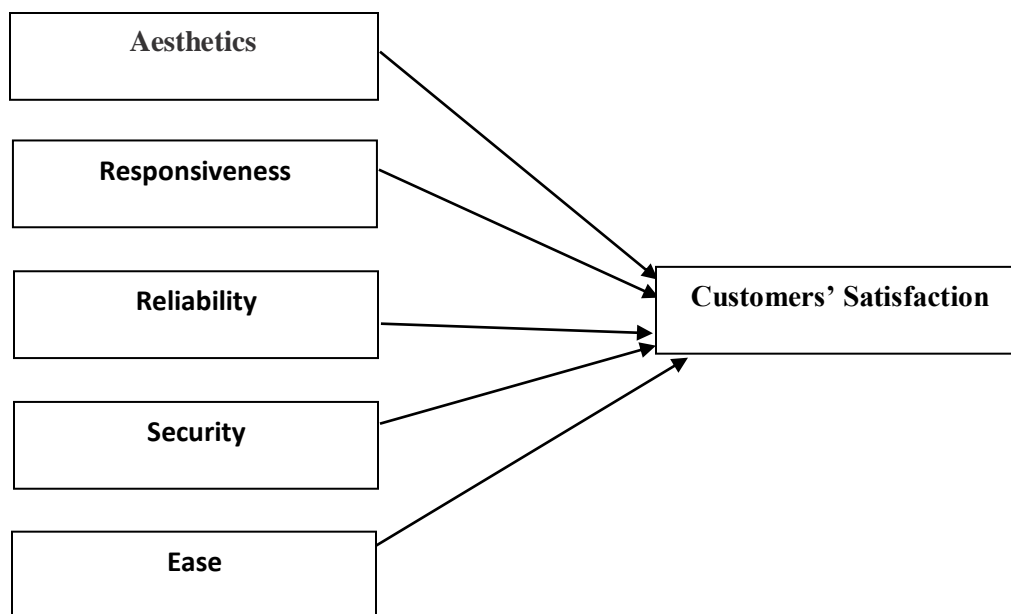 Aesthetics
Responsiveness
Reliability
Customers’ Satisfaction
Security
Ease